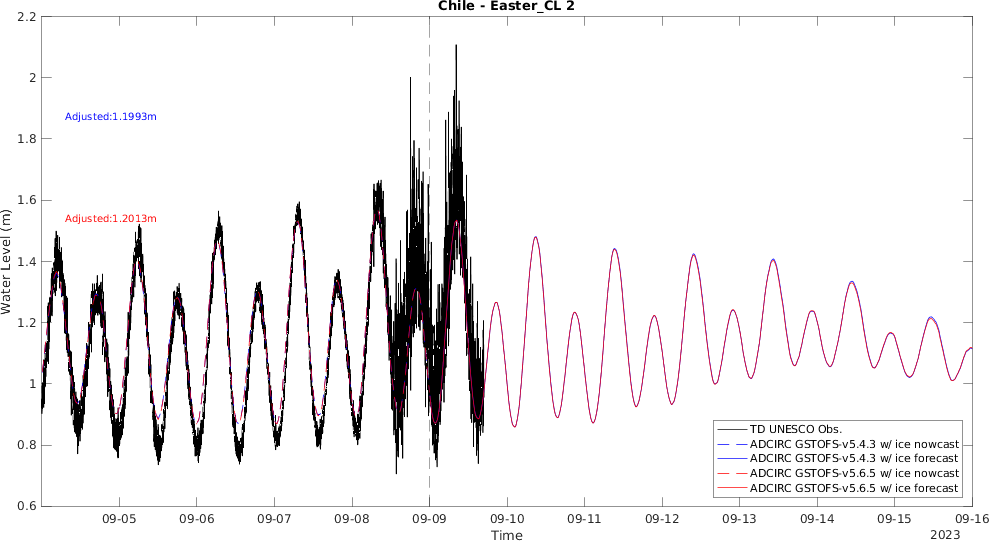 Chile - Easter_CL 2
2.2
2
1.8
1.6
1.4
1.2
1
0.8
0.6
Water Level (m)
Adjusted:1.1993m
Adjusted:1.2013m
TD UNESCO Obs.
ADCIRC GSTOFS-v5.4.3 w/ ice nowcast
ADCIRC GSTOFS-v5.4.3 w/ ice forecast
ADCIRC GSTOFS-v5.6.5 w/ ice nowcast
ADCIRC GSTOFS-v5.6.5 w/ ice forecast
09-05 09-06 09-07 09-08 09-09 09-10 09-11 09-12 09-13 09-14 09-15 09-16
Time
2023